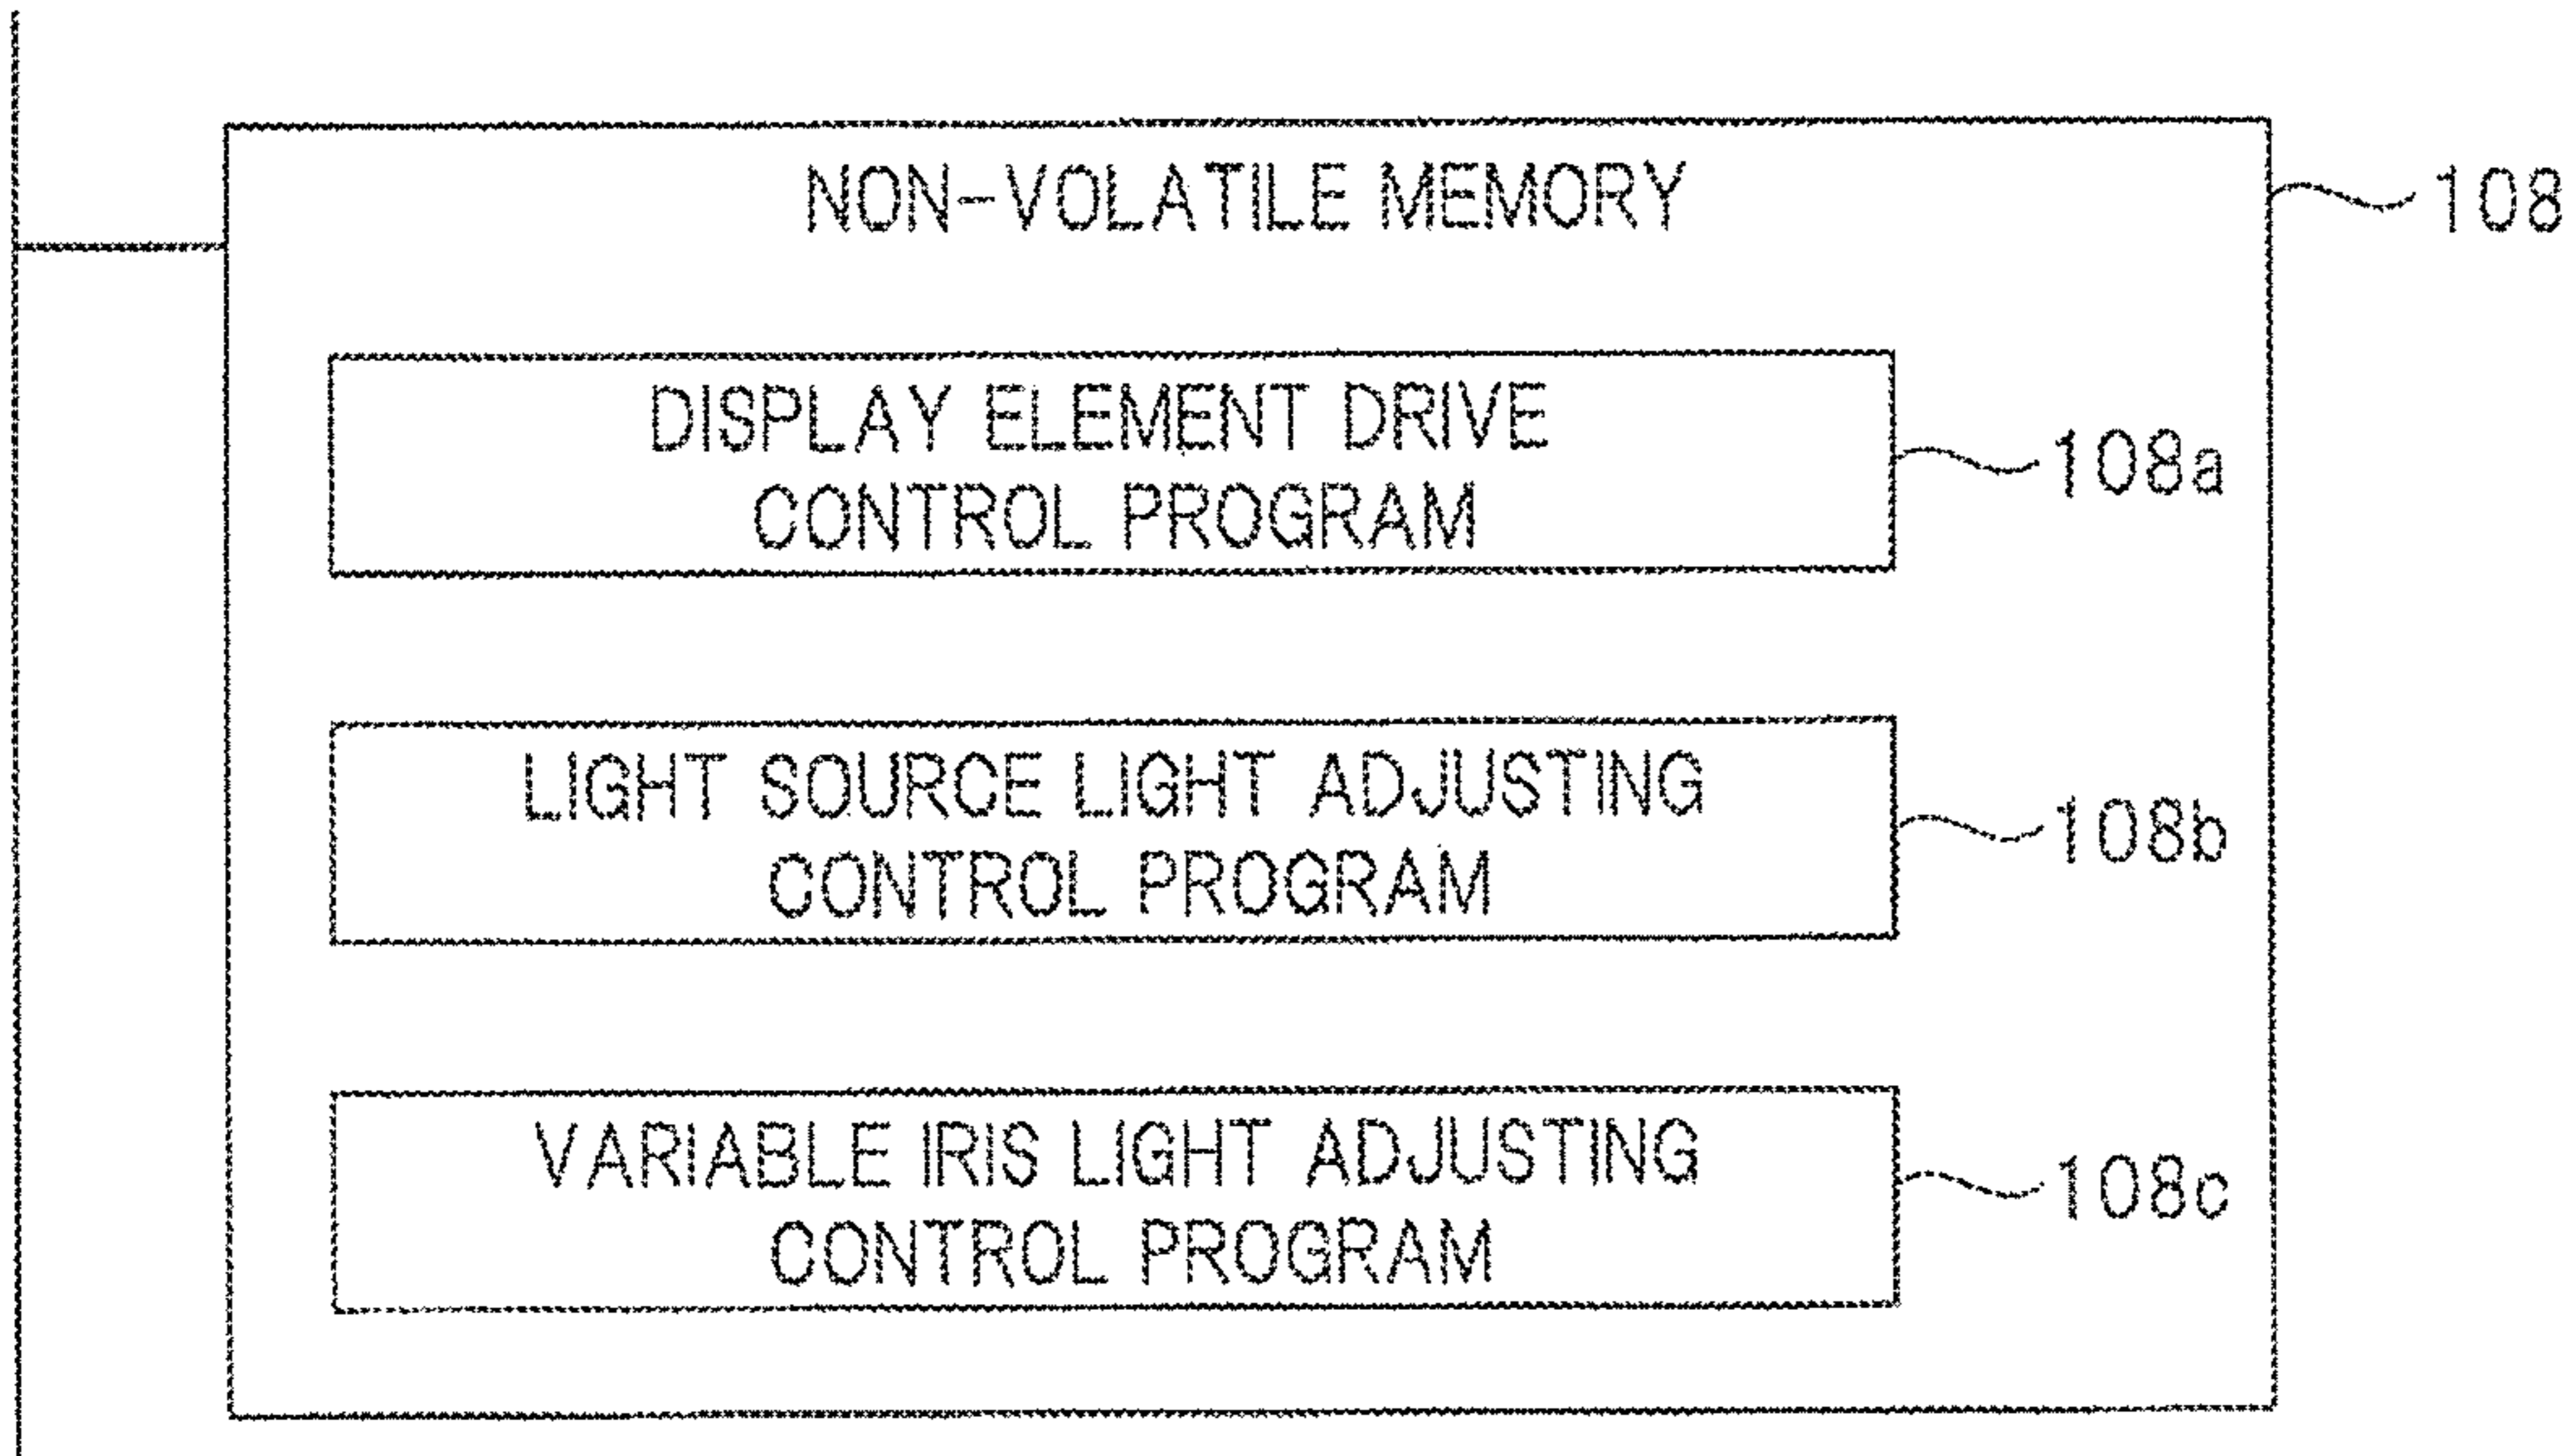 NON-VOLATILE MEMORY
108
DISPLAY ELEMENT DRIVE
CONTROL PROGRAM
108a
LIGHT SOURCE LIGHT ADJUSTING
CONTROL PROGRAM
108b
VARIABLE IRIS LIGHT ADJUSTING
CONTROL PROGRAM
108c